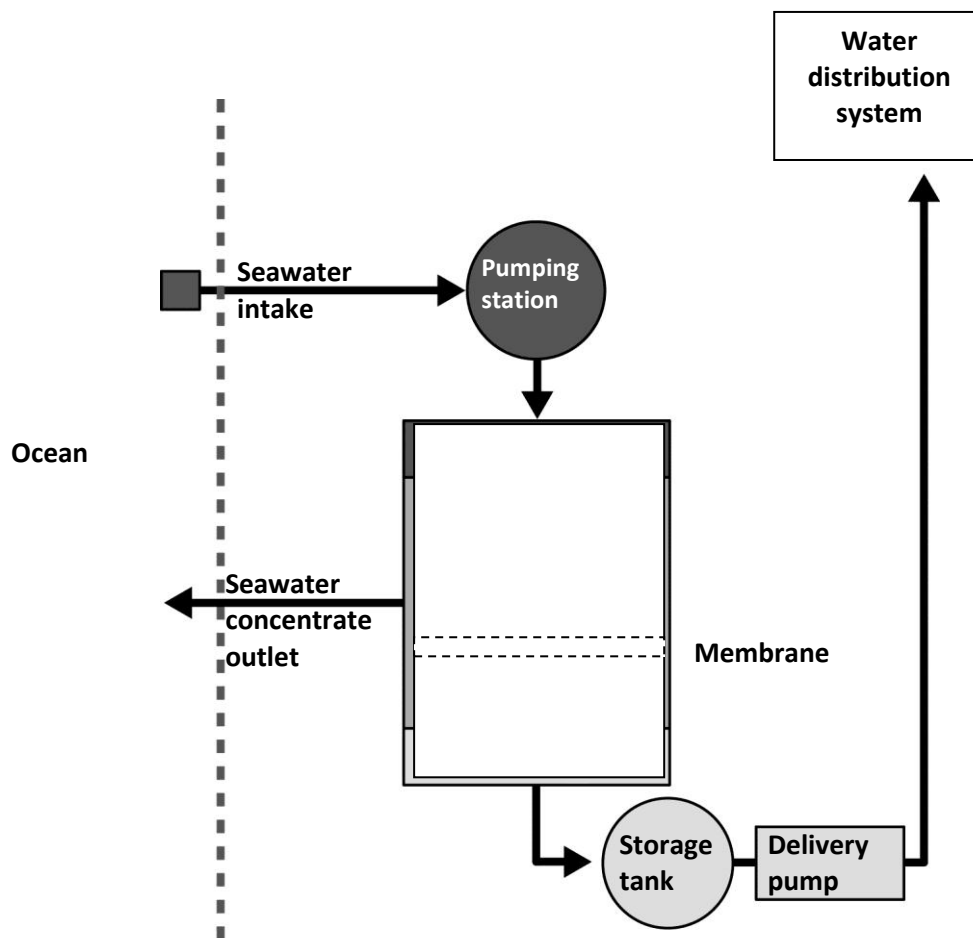 Water
distribution
system
Seawater
intake
Pumping
station
Ocean
Seawater
concentrate
outlet
Membrane
Storage
tank
Delivery
pump